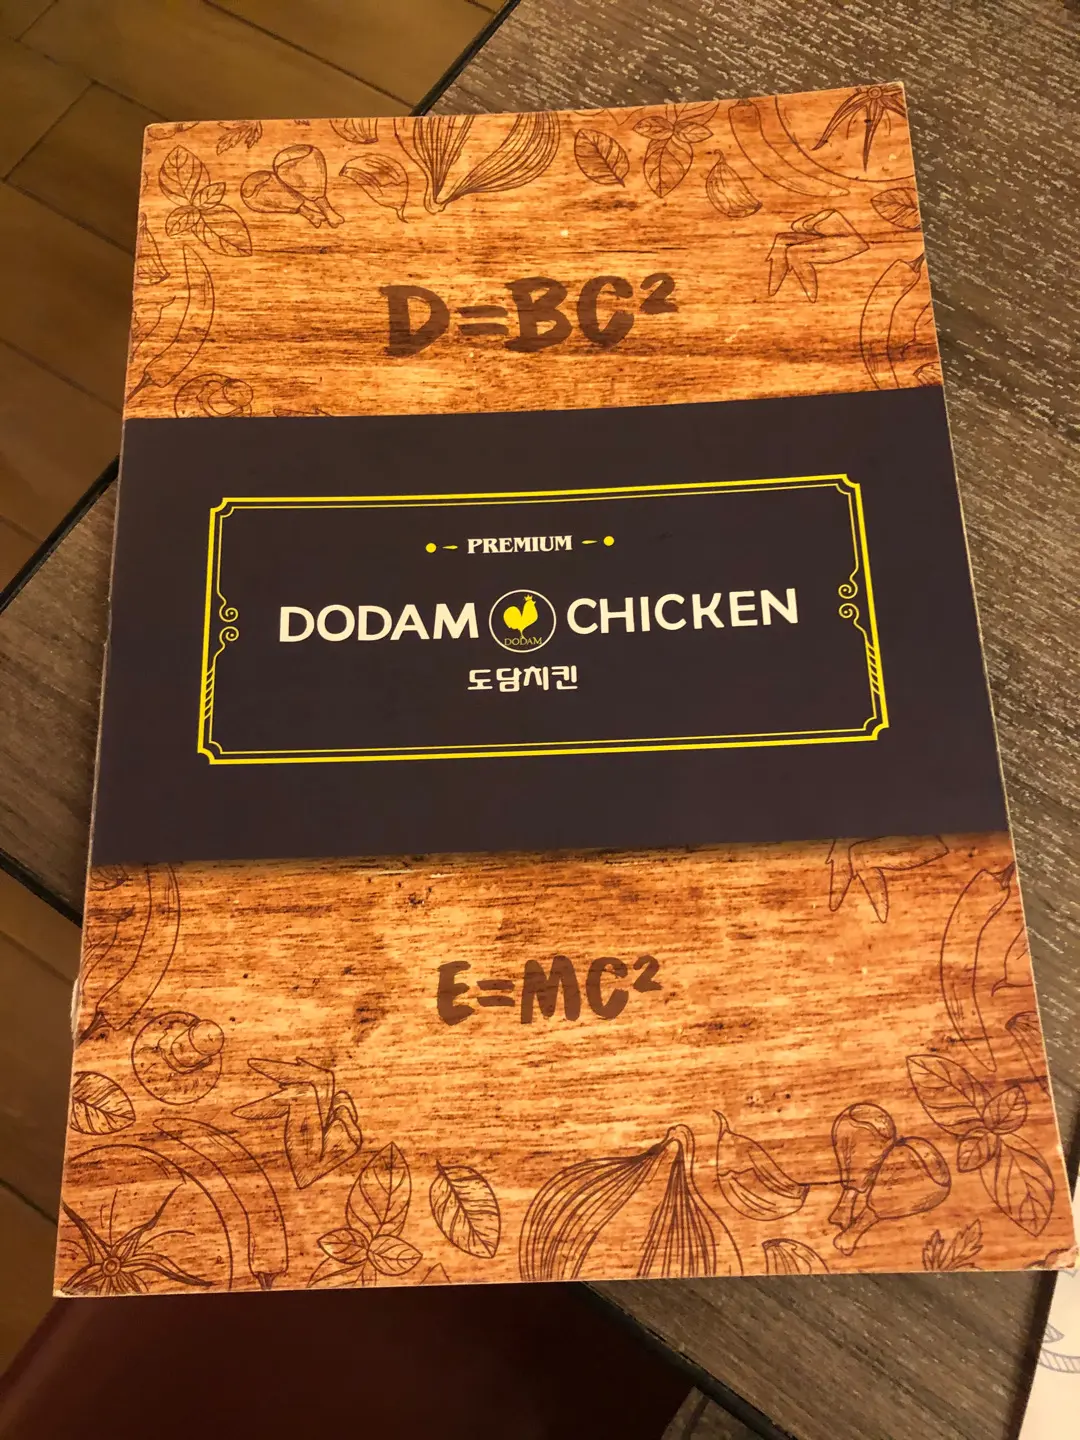 D=BC²
PREMIUM
DODAM CHICKEN
DODAM
도담치킨
E=MC²